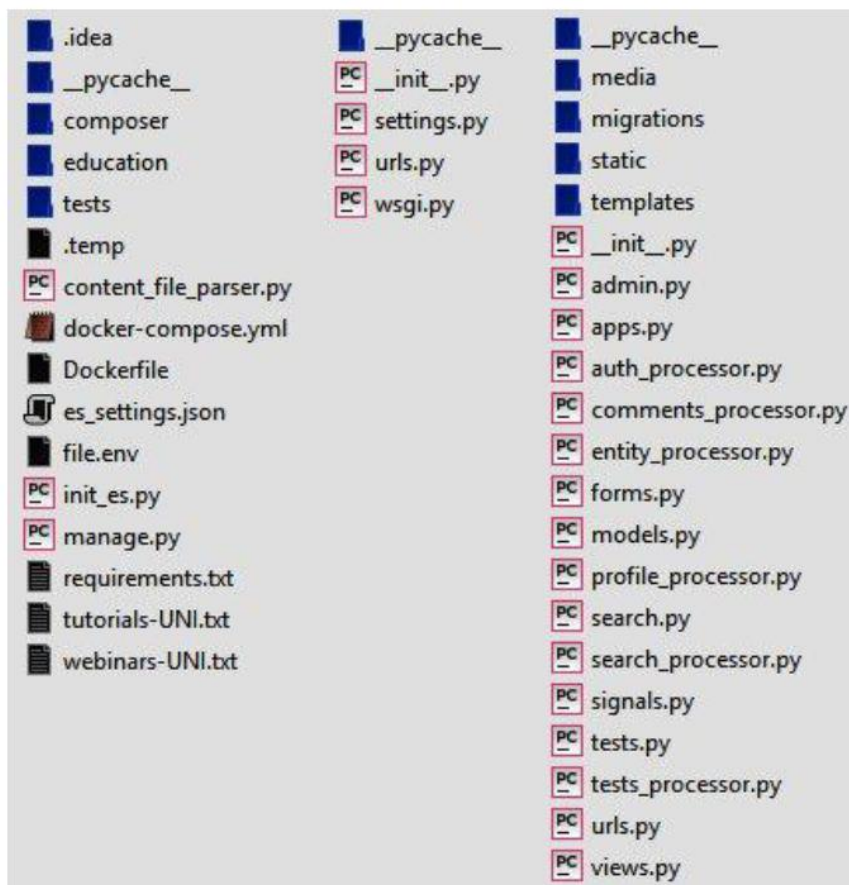 .idea
__pycache__
composer
education
tests
.temp
content_file_parser.py
docker-compose.yml
Dockerfile
es_settings.json
file.env
init_es.py
manage.py
requirements.txt
tutorials-UNI.txt
webinars-UNI.txt
__pycache__
__init__.py
settings.py
urls.py
wsgi.py
__pycache__
media
migrations
static
templates
__init__.py
admin.py
apps.py
auth_processor.py
comments_processor.py
entity_processor.py
forms.py
models.py
profile_processor.py
search.py
search_processor.py
signals.py
tests.py
tests_processor.py
urls.py
views.py